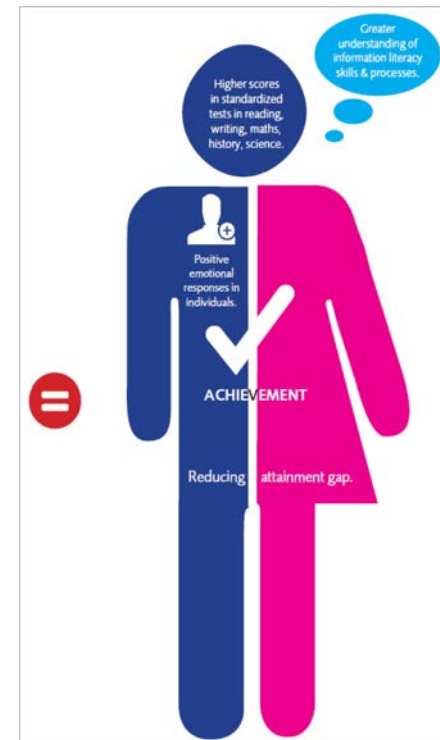 Greater
understanding of
information literacy
skills & processes.
Higher scores
in standardized
tests in reading,
writing, maths,
history, science.
Positive
emotional
responses in
individuals.
ACHIEVEMENT
Reducing attainment gap.